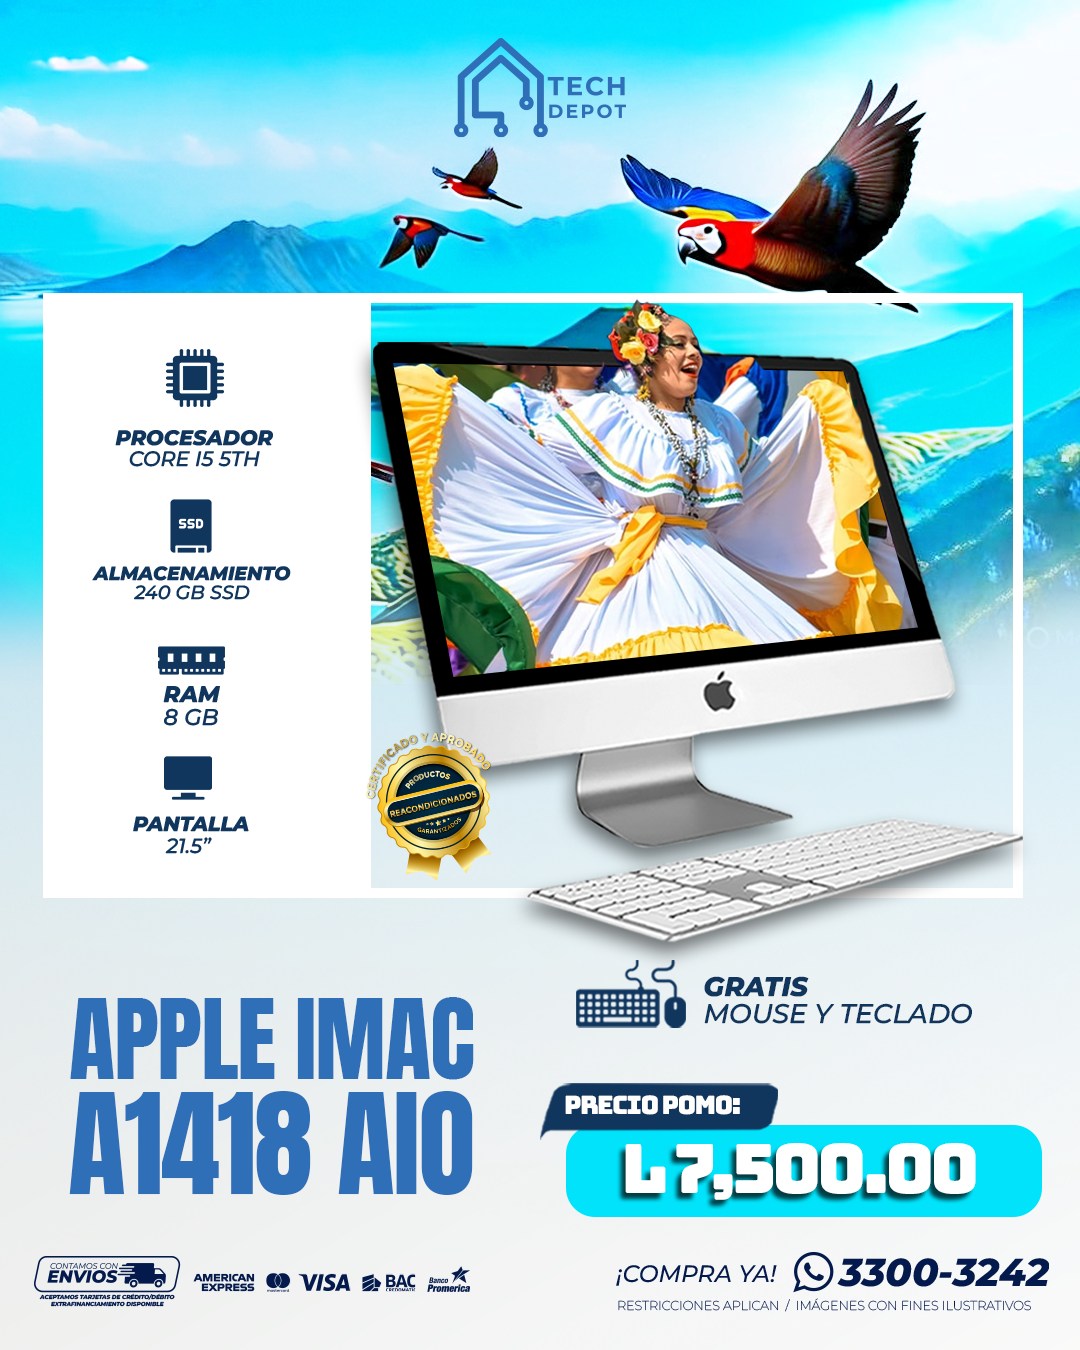 TECH
DEPOT
PROCESADOR
CORE I5 5TH
SSD
ALMACENAMIENTO
240 GB SSD
RAM
8 GB
PANTALLA
21.5”
CERTIFICADO Y APROBADO
PRODUCTOS
REACONDICIONADOS
GARANTIZADOS
GRATIS
MOUSE Y TECLADO
APPLE IMAC
A1418 AIO
PRECIO POMO:
L 7,500.00
CONTAMOS CON
ENVIOS
ACEPTAMOS TARJETAS DE CRÉDITO/DÉBITO
EXTRAFINANCIAMIENTO DISPONIBLE
AMERICAN
EXPRESS
mastercard
VISA
BAC
CREDOMATIC
Banco
Promerica
¡COMPRA YA! 3300-3242
RESTRICCIONES APLICAN / IMÁGENES CON FINES ILUSTRATIVOS